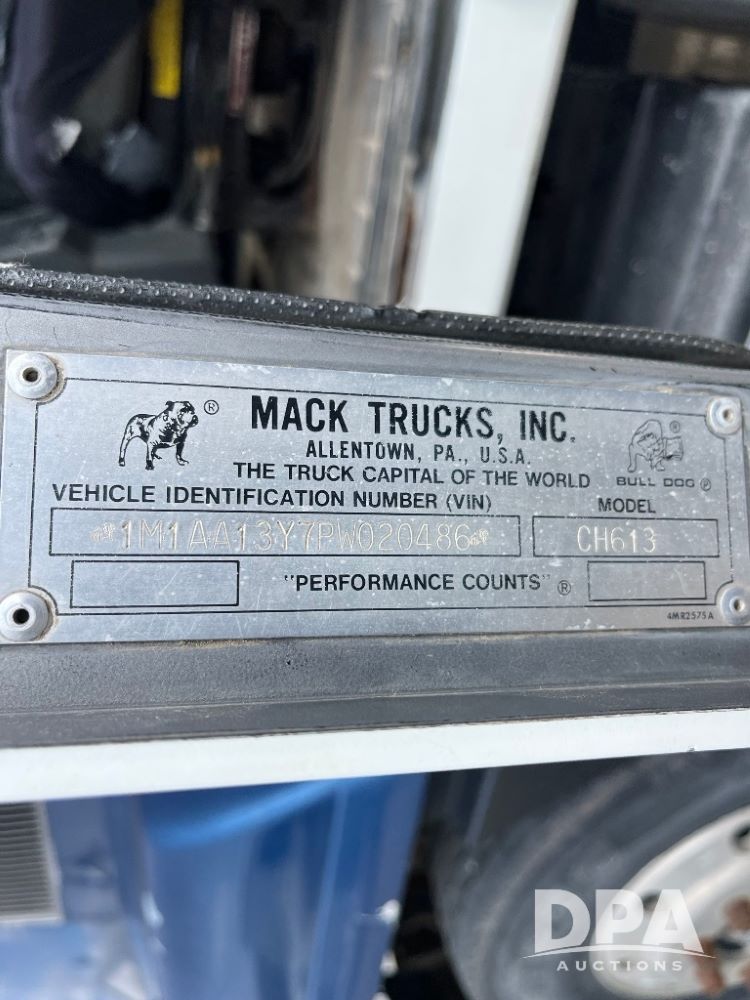 ® MACK TRUCKS, INC. ®
ALLENTOWN, PA., U.S.A.
THE TRUCK CAPITAL OF THE WORLD
BULL DOG ®
VEHICLE IDENTIFICATION NUMBER (VIN) MODEL
1M1AA13Y7PW020486 CH613
"PERFORMANCE COUNTS" ®
4MR2575A
DPA
AUCTIONS